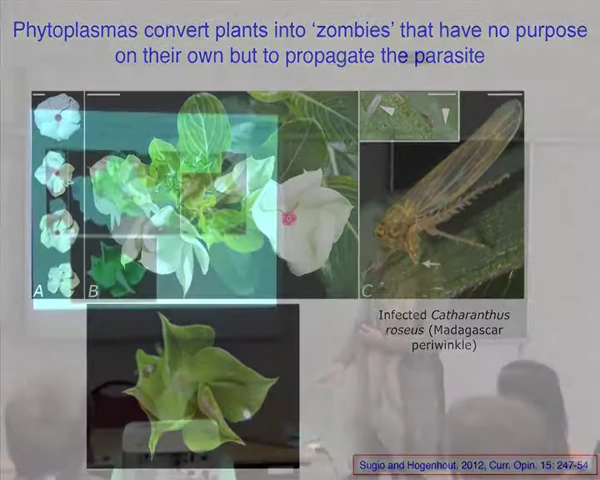 Phytoplasmas convert plants into ‘zombies’ that have no purpose
on their own but to propagate the parasite
A
B
C
Infected Catharanthus
roseus (Madagascar
periwinkle)
Sugio and Hogenhout, 2012, Curr. Opin. 15: 247-54